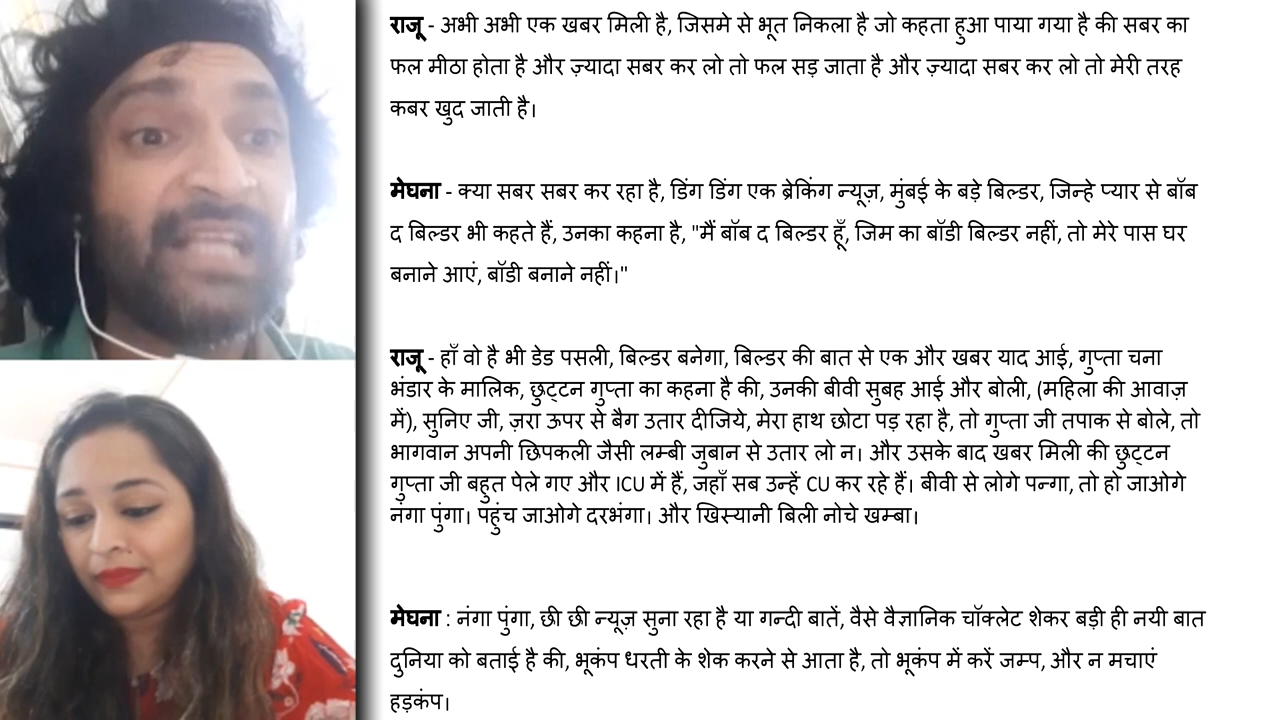 राजू - अभी अभी एक खबर मिली है, जिसमे से भूत निकला है जो कहता हुआ पाया गया है की सबर का
फल मीठा होता है और ज़्यादा सबर कर लो तो फल सड़ जाता है और ज़्यादा सबर कर लो तो मेरी तरह
कबर खुद जाती है।
मेघना - क्या सबर सबर कर रहा है, डिंग डिंग एक ब्रेकिंग न्यूज़, मुंबई के बड़े बिल्डर, जिन्हे प्यार से बॉब
द बिल्डर भी कहते हैं, उनका कहना है, "मैं बॉब द बिल्डर हूँ, जिम का बॉडी बिल्डर नहीं, तो मेरे पास घर
बनाने आएं, बॉडी बनाने नहीं।"
राजू - हाँ वो है भी डेड पसली, बिल्डर बनेगा, बिल्डर की बात से एक और खबर याद आई, गुप्ता चना
भंडार के मालिक, छुट्टन गुप्ता का कहना है की, उनकी बीवी सुबह आई और बोली, (महिला की आवाज़
में), सुनिए जी, ज़रा ऊपर से बैग उतार दीजिये, मेरा हाथ छोटा पड़ रहा है, तो गुप्ता जी तपाक से बोले, तो
भागवान अपनी छिपकली जैसी लम्बी जुबान से उतार लो न। और उसके बाद खबर मिली की छुट्टन
गुप्ता जी बहुत पेले गए और ICU में हैं, जहाँ सब उन्हें CU कर रहे हैं। बीवी से लोगे पन्गा, तो हो जाओगे
नंगा पुंगा। पहुंच जाओगे दरभंगा। और खिस्यानी बिली नोचे खम्बा।
मेघना : नंगा पुंगा, छी छी न्यूज़ सुना रहा है या गन्दी बातें, वैसे वैज्ञानिक चॉक्लेट शेकर बड़ी ही नयी बात
दुनिया को बताई है की, भूकंप धरती के शेक करने से आता है, तो भूकंप में करें जम्प, और न मचाएं
हड़कंप।